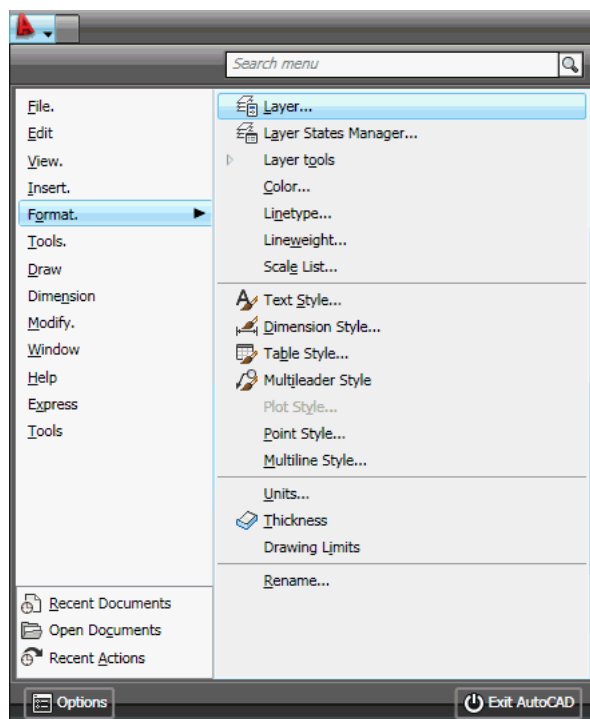 Search menu
File.
Edit
View.
Insert.
Format.
Tools.
Draw
Dimension
Modify.
Window
Help
Express
Tools
Layer...
Layer States Manager...
Layer tools
Color...
Linetype...
Lineweight...
Scale List...
Text Style...
Dimension Style...
Table Style...
Multileader Style
Plot Style...
Point Style...
Multiline Style...
Units...
Thickness
Drawing Limits
Rename...
Recent Documents
Open Documents
Recent Actions
Options
Exit AutoCAD